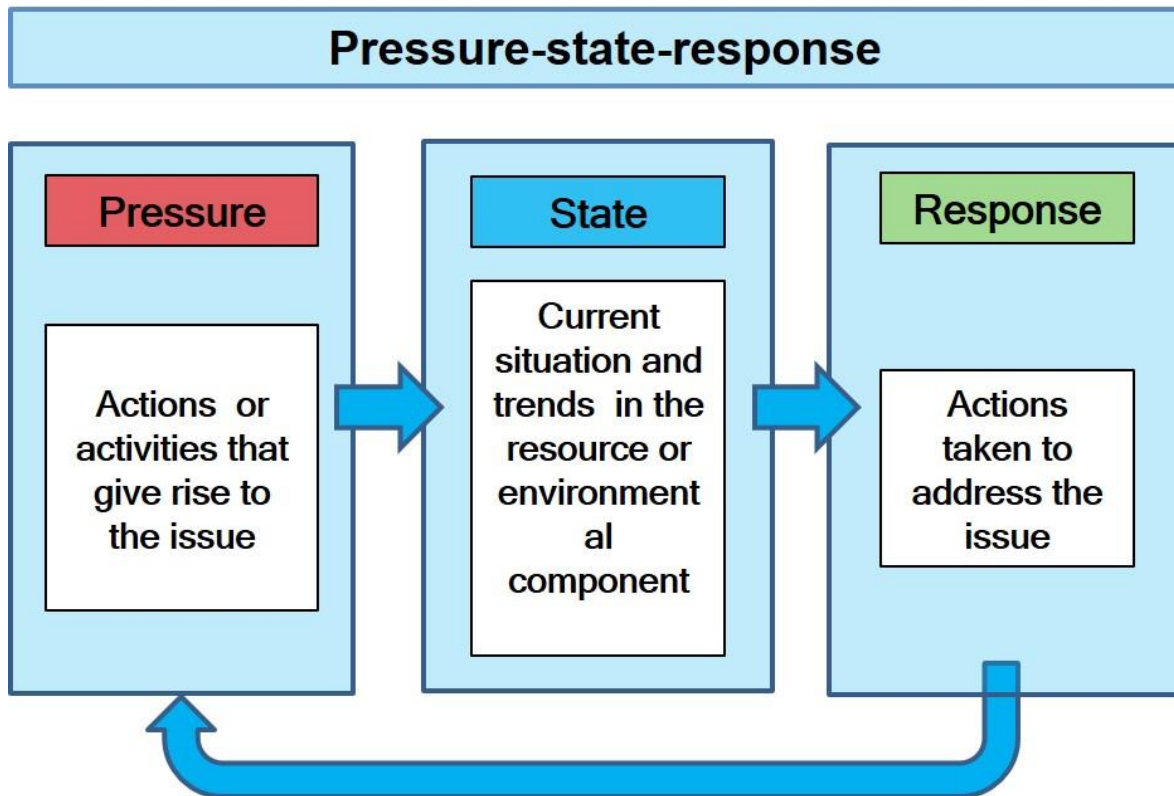 Pressure-state-response
Pressure
Actions  or
activities that
give rise to
the issue
State
Current
situation and
trends  in the
resource or
environment
al
component
Response
Actions
taken to
address the
issue